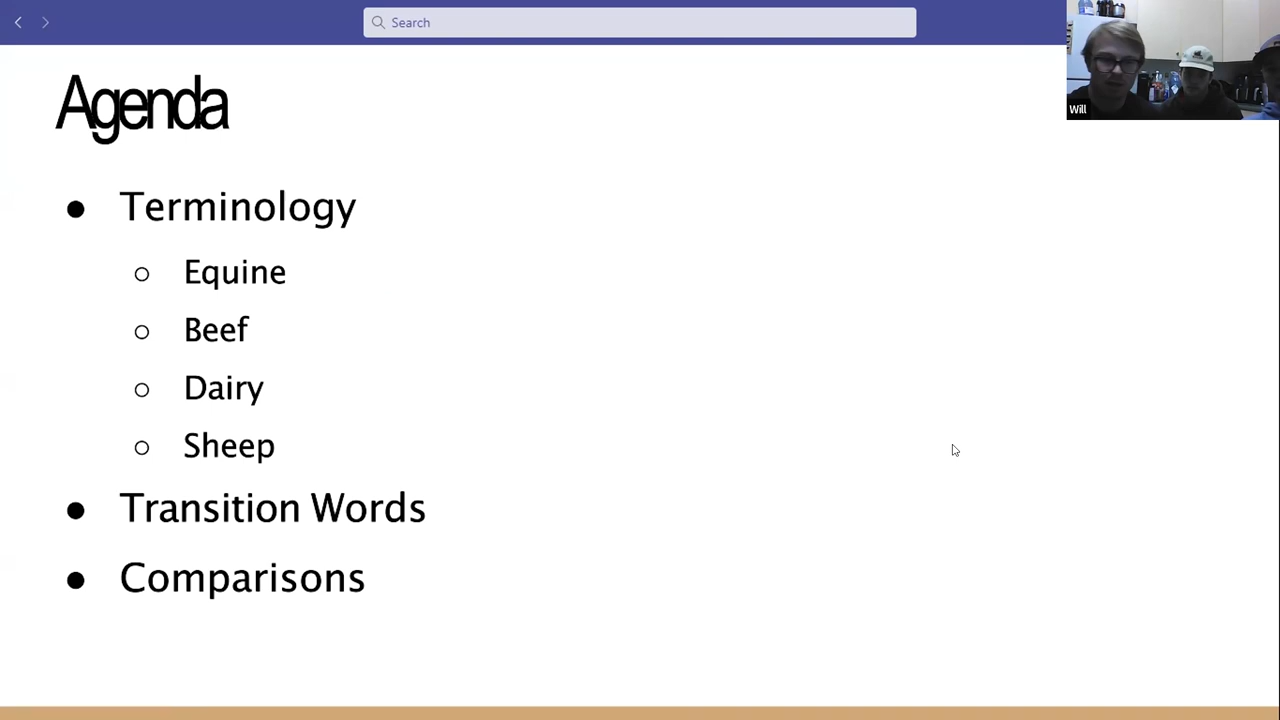 Search
Will
Agenda
● Terminology
○ Equine
○ Beef
○ Dairy
○ Sheep
● Transition Words
● Comparisons